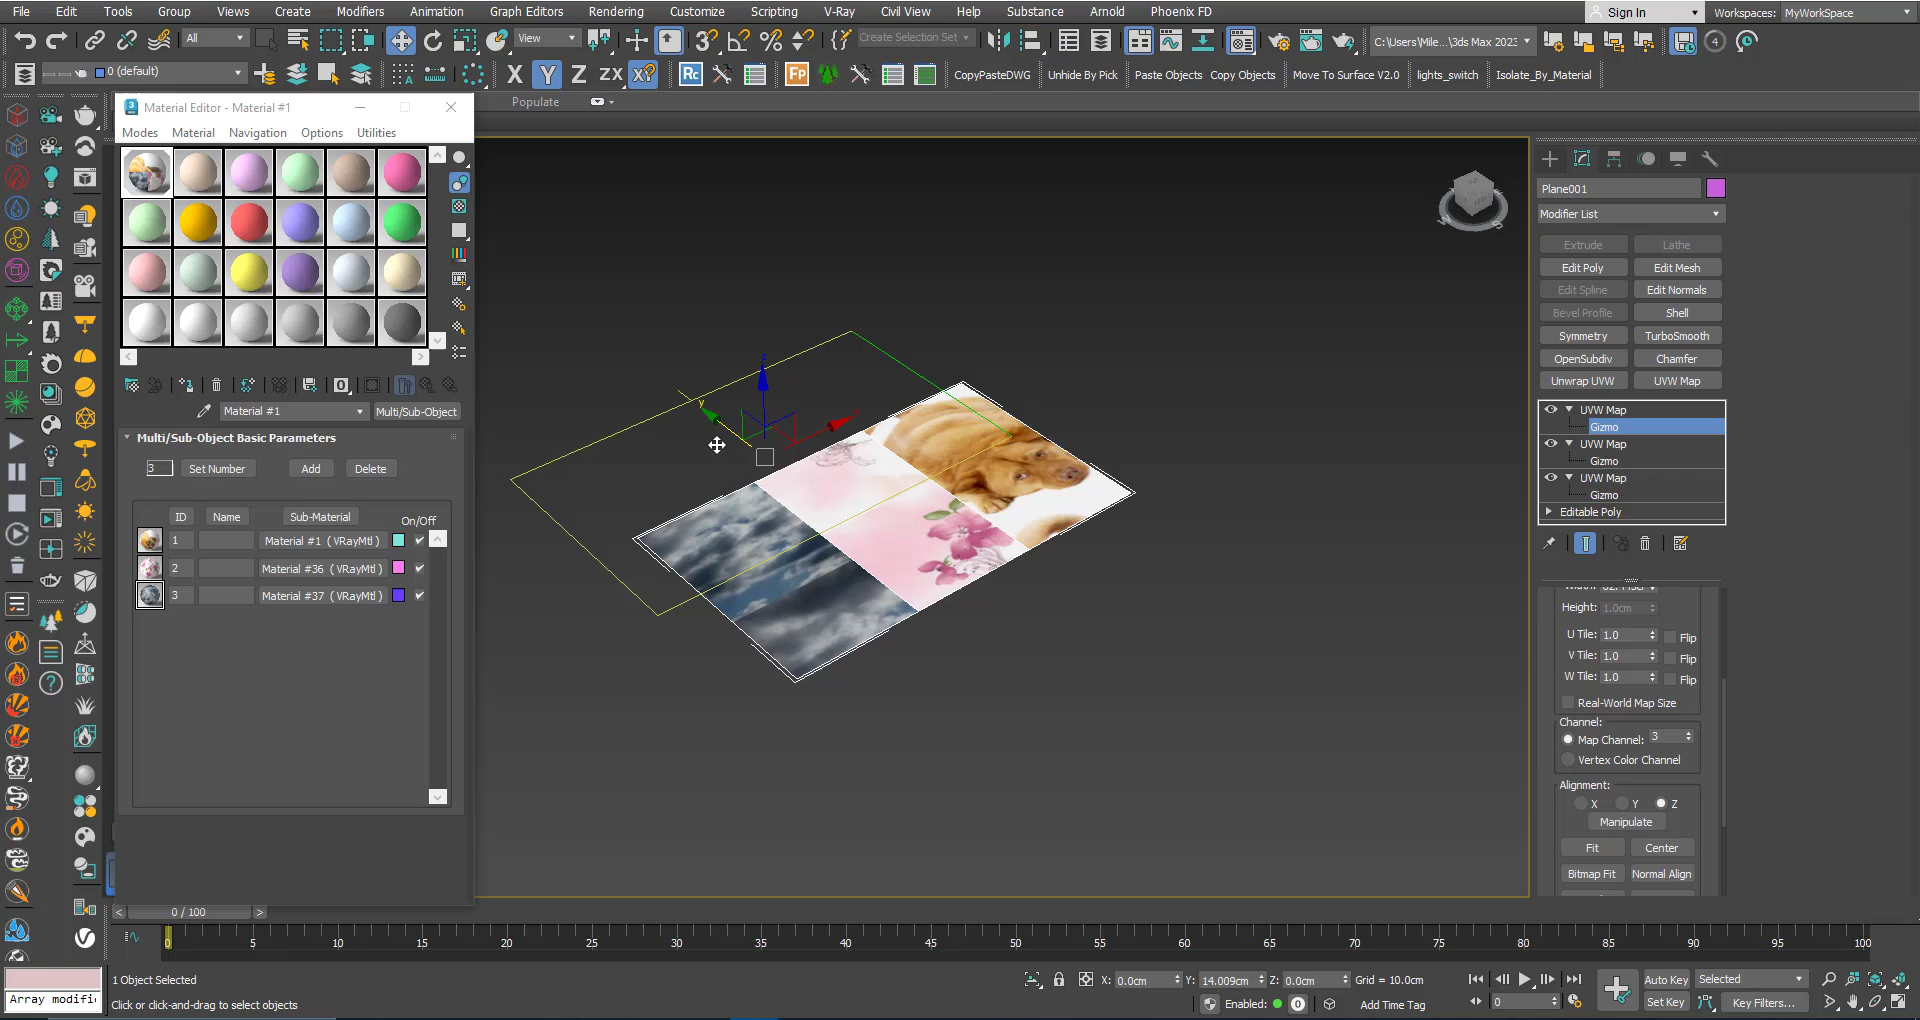 File Edit Tools Group Views Create Modifiers Animation Graph Editors Rendering Customize Scripting V-Ray Civil View Help Substance Arnold Phoenix FD Sign In Workspaces: MyWorkSpace
All View Create Selection Set C:\Users\Mile...\3ds Max 2023
0 (default) X Y Z ZX X? Rc FP CopyPasteDWG Unhide By Pick Paste Objects Copy Objects Move To Surface V2.0 lights_switch Isolate_By_Material
Populate
Material Editor - Material #1
Modes Material Navigation Options Utilities
Material #1 Multi/Sub-Object
Multi/Sub-Object Basic Parameters
3 Set Number Add Delete
ID Name Sub-Material On/Off
1 Material #1 ( VRayMtl )
2 Material #36 ( VRayMtl )
3 Material #37 ( VRayMtl )
Plane001
Modifier List
Extrude Lathe
Edit Poly Edit Mesh
Edit Spline Edit Normals
Bevel Profile Shell
Symmetry TurboSmooth
OpenSubdiv Chamfer
Unwrap UVW UVW Map
UVW Map
Gizmo
UVW Map
Gizmo
UVW Map
Gizmo
Editable Poly
Height: 1.0cm
U Tile: 1.0 Flip
V Tile: 1.0 Flip
W Tile: 1.0 Flip
Real-World Map Size
Channel:
Map Channel: 3
Vertex Color Channel
Alignment:
X Y Z
Manipulate
Fit Center
Bitmap Fit Normal Align
0 / 100
0 5 10 15 20 25 30 35 40 45 50 55 60 65 70 75 80 85 90 95 100
1 Object Selected X: 0.0cm Y: 14.009cm Z: 0.0cm Grid = 10.0cm Auto Key Selected
Array modifi Click or click-and-drag to select objects Enabled: 0 Add Time Tag 0 Set Key Key Filters...